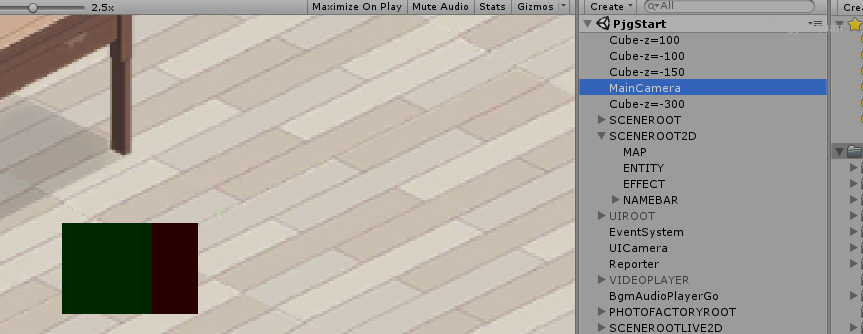 2.5x
Maximize On Play
Mute Audio
Stats
Gizmos
Create
All
PjgStart
Cube-z=100
Cube-z=-100
Cube-z=-150
MainCamera
Cube-z=-300
SCENEROOT
SCENEROOT2D
MAP
ENTITY
EFFECT
NAMEBAR
UIROOT
EventSystem
UICamera
Reporter
VIDEOPLAYER
BgmAudioPlayerGo
PHOTOFACTORYROOT
SCENEROOTLIVE2D